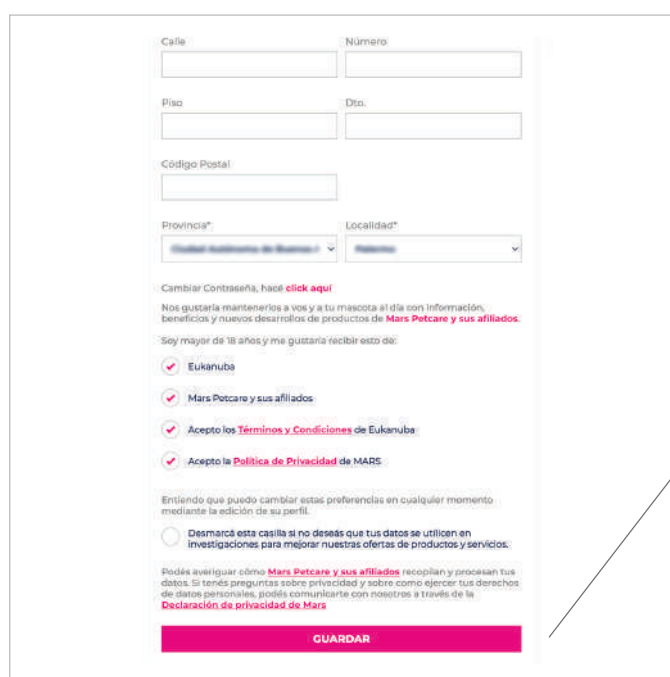 Calle Número
Piso Dto.
Código Postal
Provincia* Localidad*
Cambiar Contraseña, hacé click aquí
Nos gustaría mantenerlos a vos y a tu mascota al día con información,
beneficios y nuevos desarrollos de productos de Mars Petcare y sus afiliados.
Soy mayor de 18 años y me gustaría recibir esto de:
Eukanuba
Mars Petcare y sus afiliados
Acepto los Términos y Condiciones de Eukanuba
Acepto la Política de Privacidad de MARS
Entiendo que puedo cambiar estas preferencias en cualquier momento
mediante la edición de su perfil.
Desmarcá esta casilla si no deseás que tus datos se utilicen en
investigaciones para mejorar nuestras ofertas de productos y servicios.
Podés averiguar cómo Mars Petcare y sus afiliados recopilan y procesan tus
datos. Si tenés preguntas sobre privacidad y sobre como ejercer tus derechos
de datos personales, podés comunicarte con nosotros a través de la
Declaración de privacidad de Mars
GUARDAR